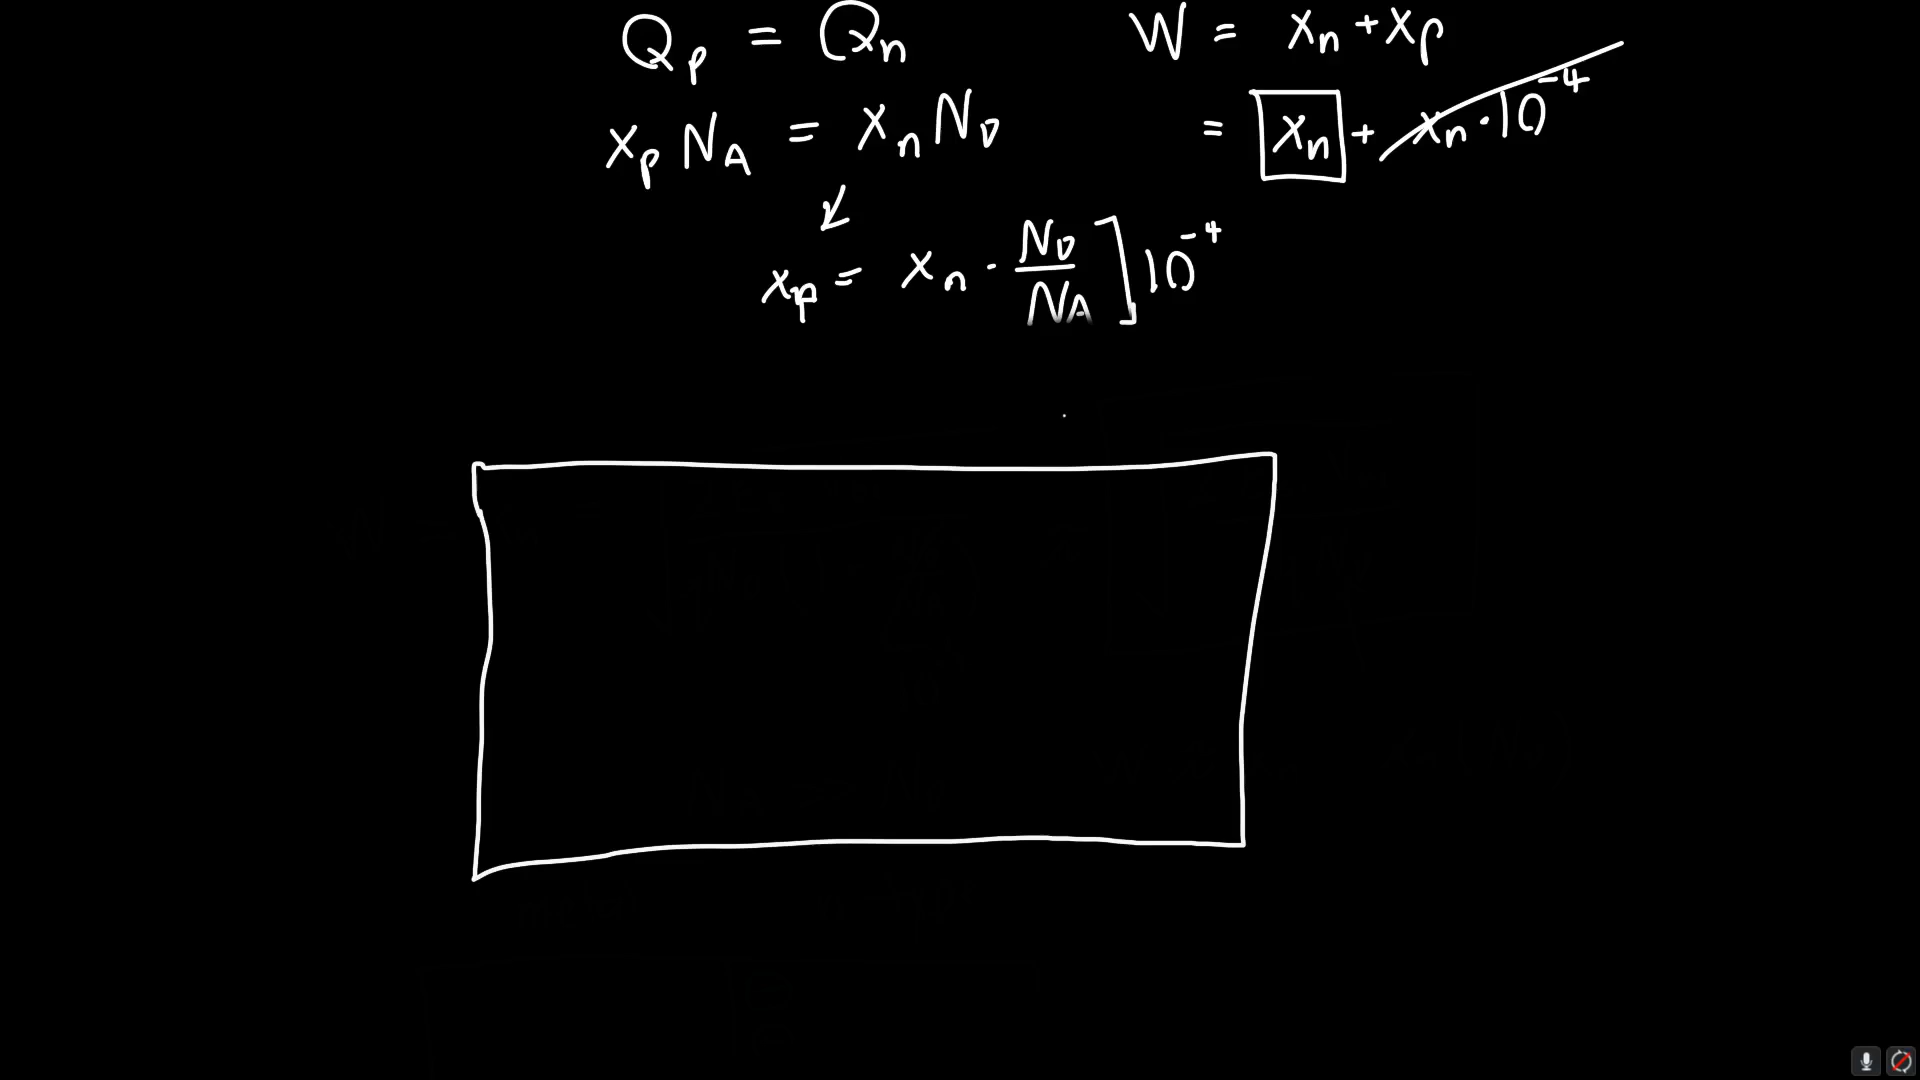 Qp = Qn
xp NA = xn ND
xp = xn · ND/NA ] 10⁻⁴
W = xn + xp
= xn + xn · 10⁻⁴